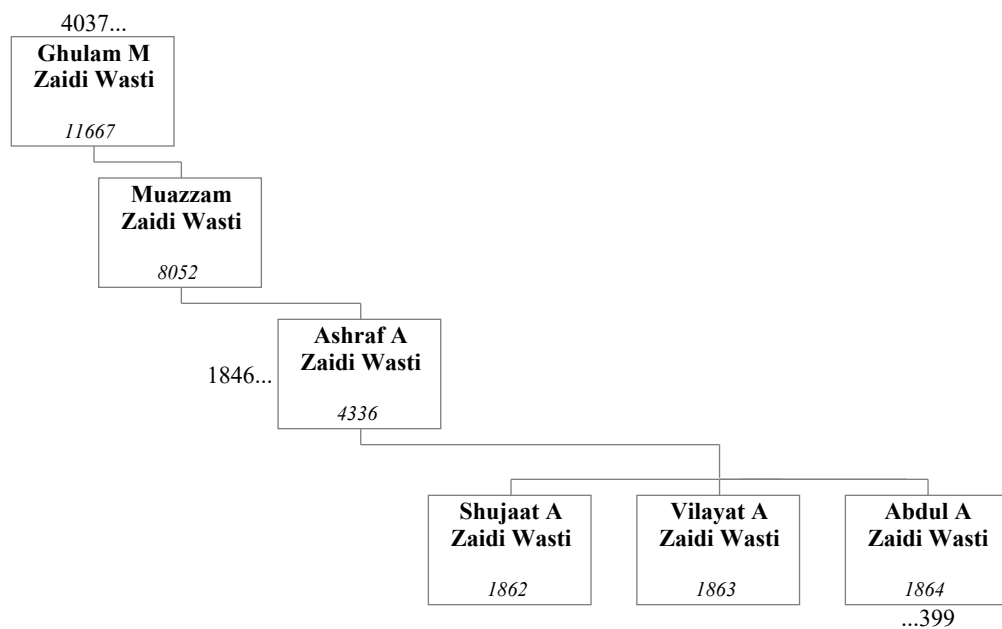 4037...
Ghulam M
Zaidi Wasti
11667
Muazzam
Zaidi Wasti
8052
1846...
Ashraf A
Zaidi Wasti
4336
Shujaat A
Zaidi Wasti
1862
Vilayat A
Zaidi Wasti
1863
Abdul A
Zaidi Wasti
1864
...399